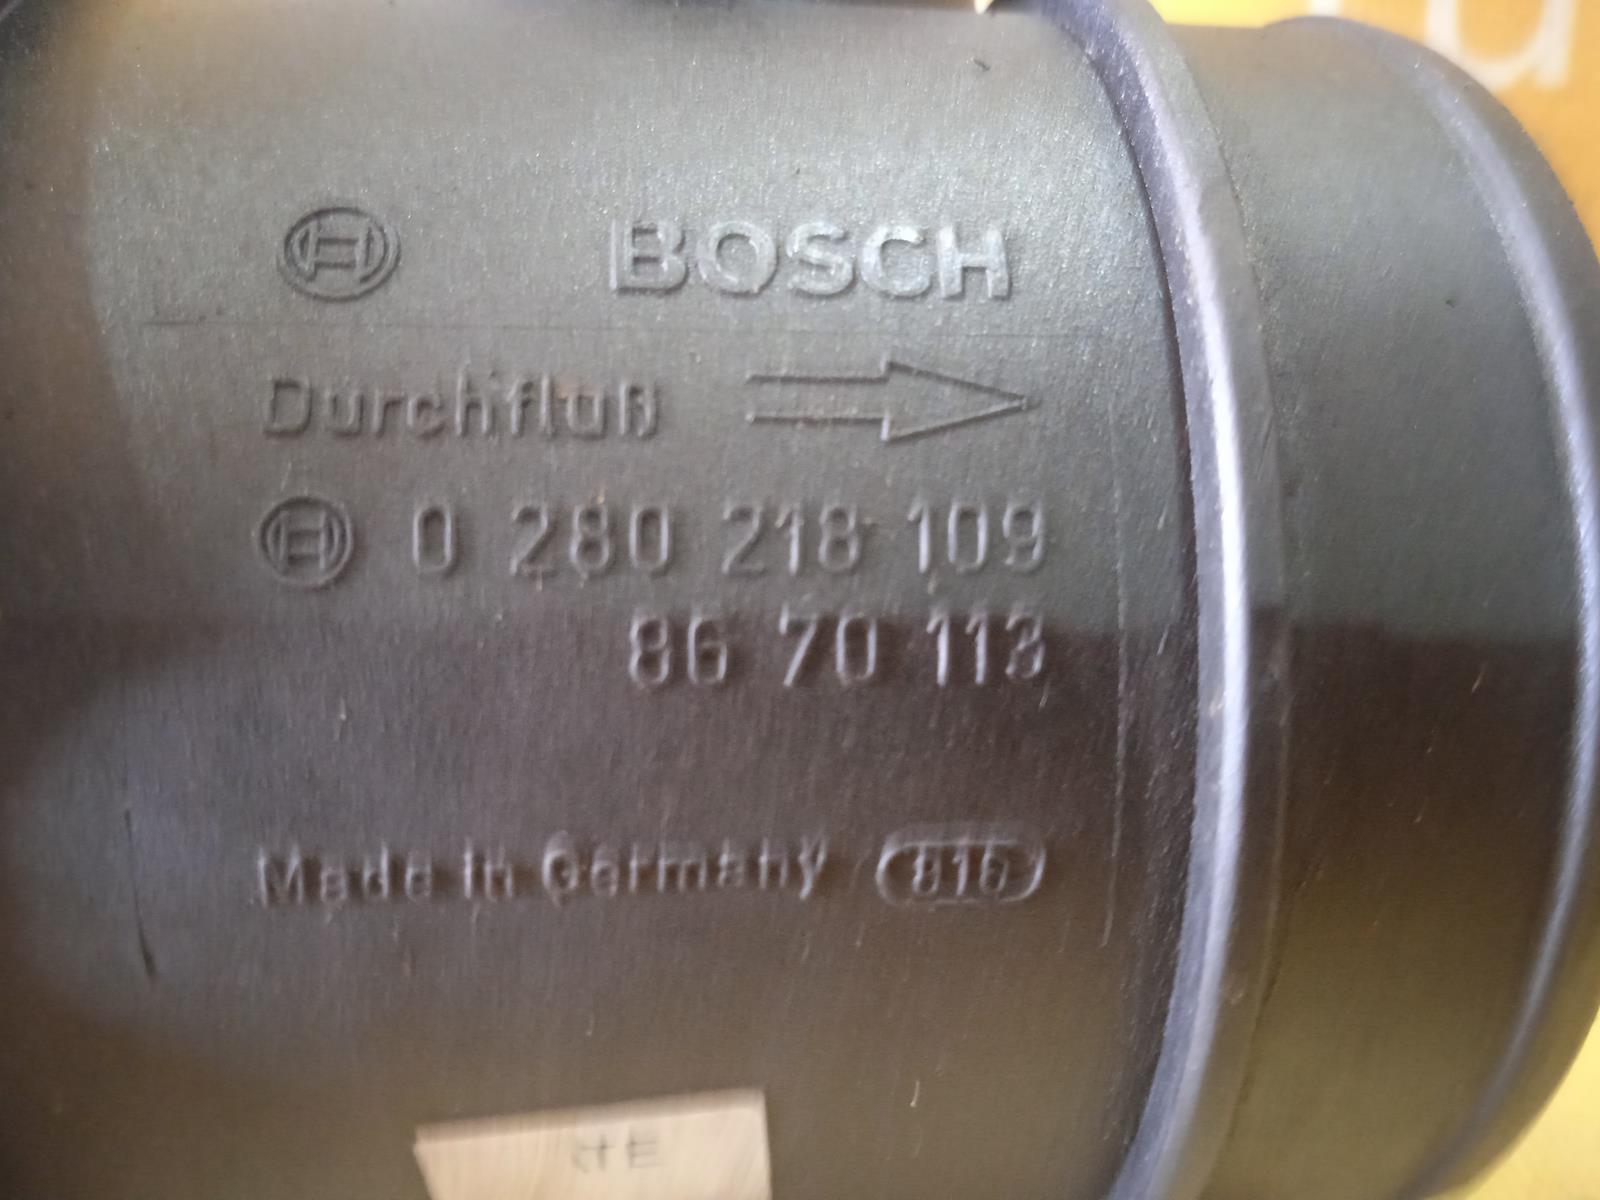 BOSCH
Durchfluß
0 280 218 109
86 70 113
Made in Germany 816